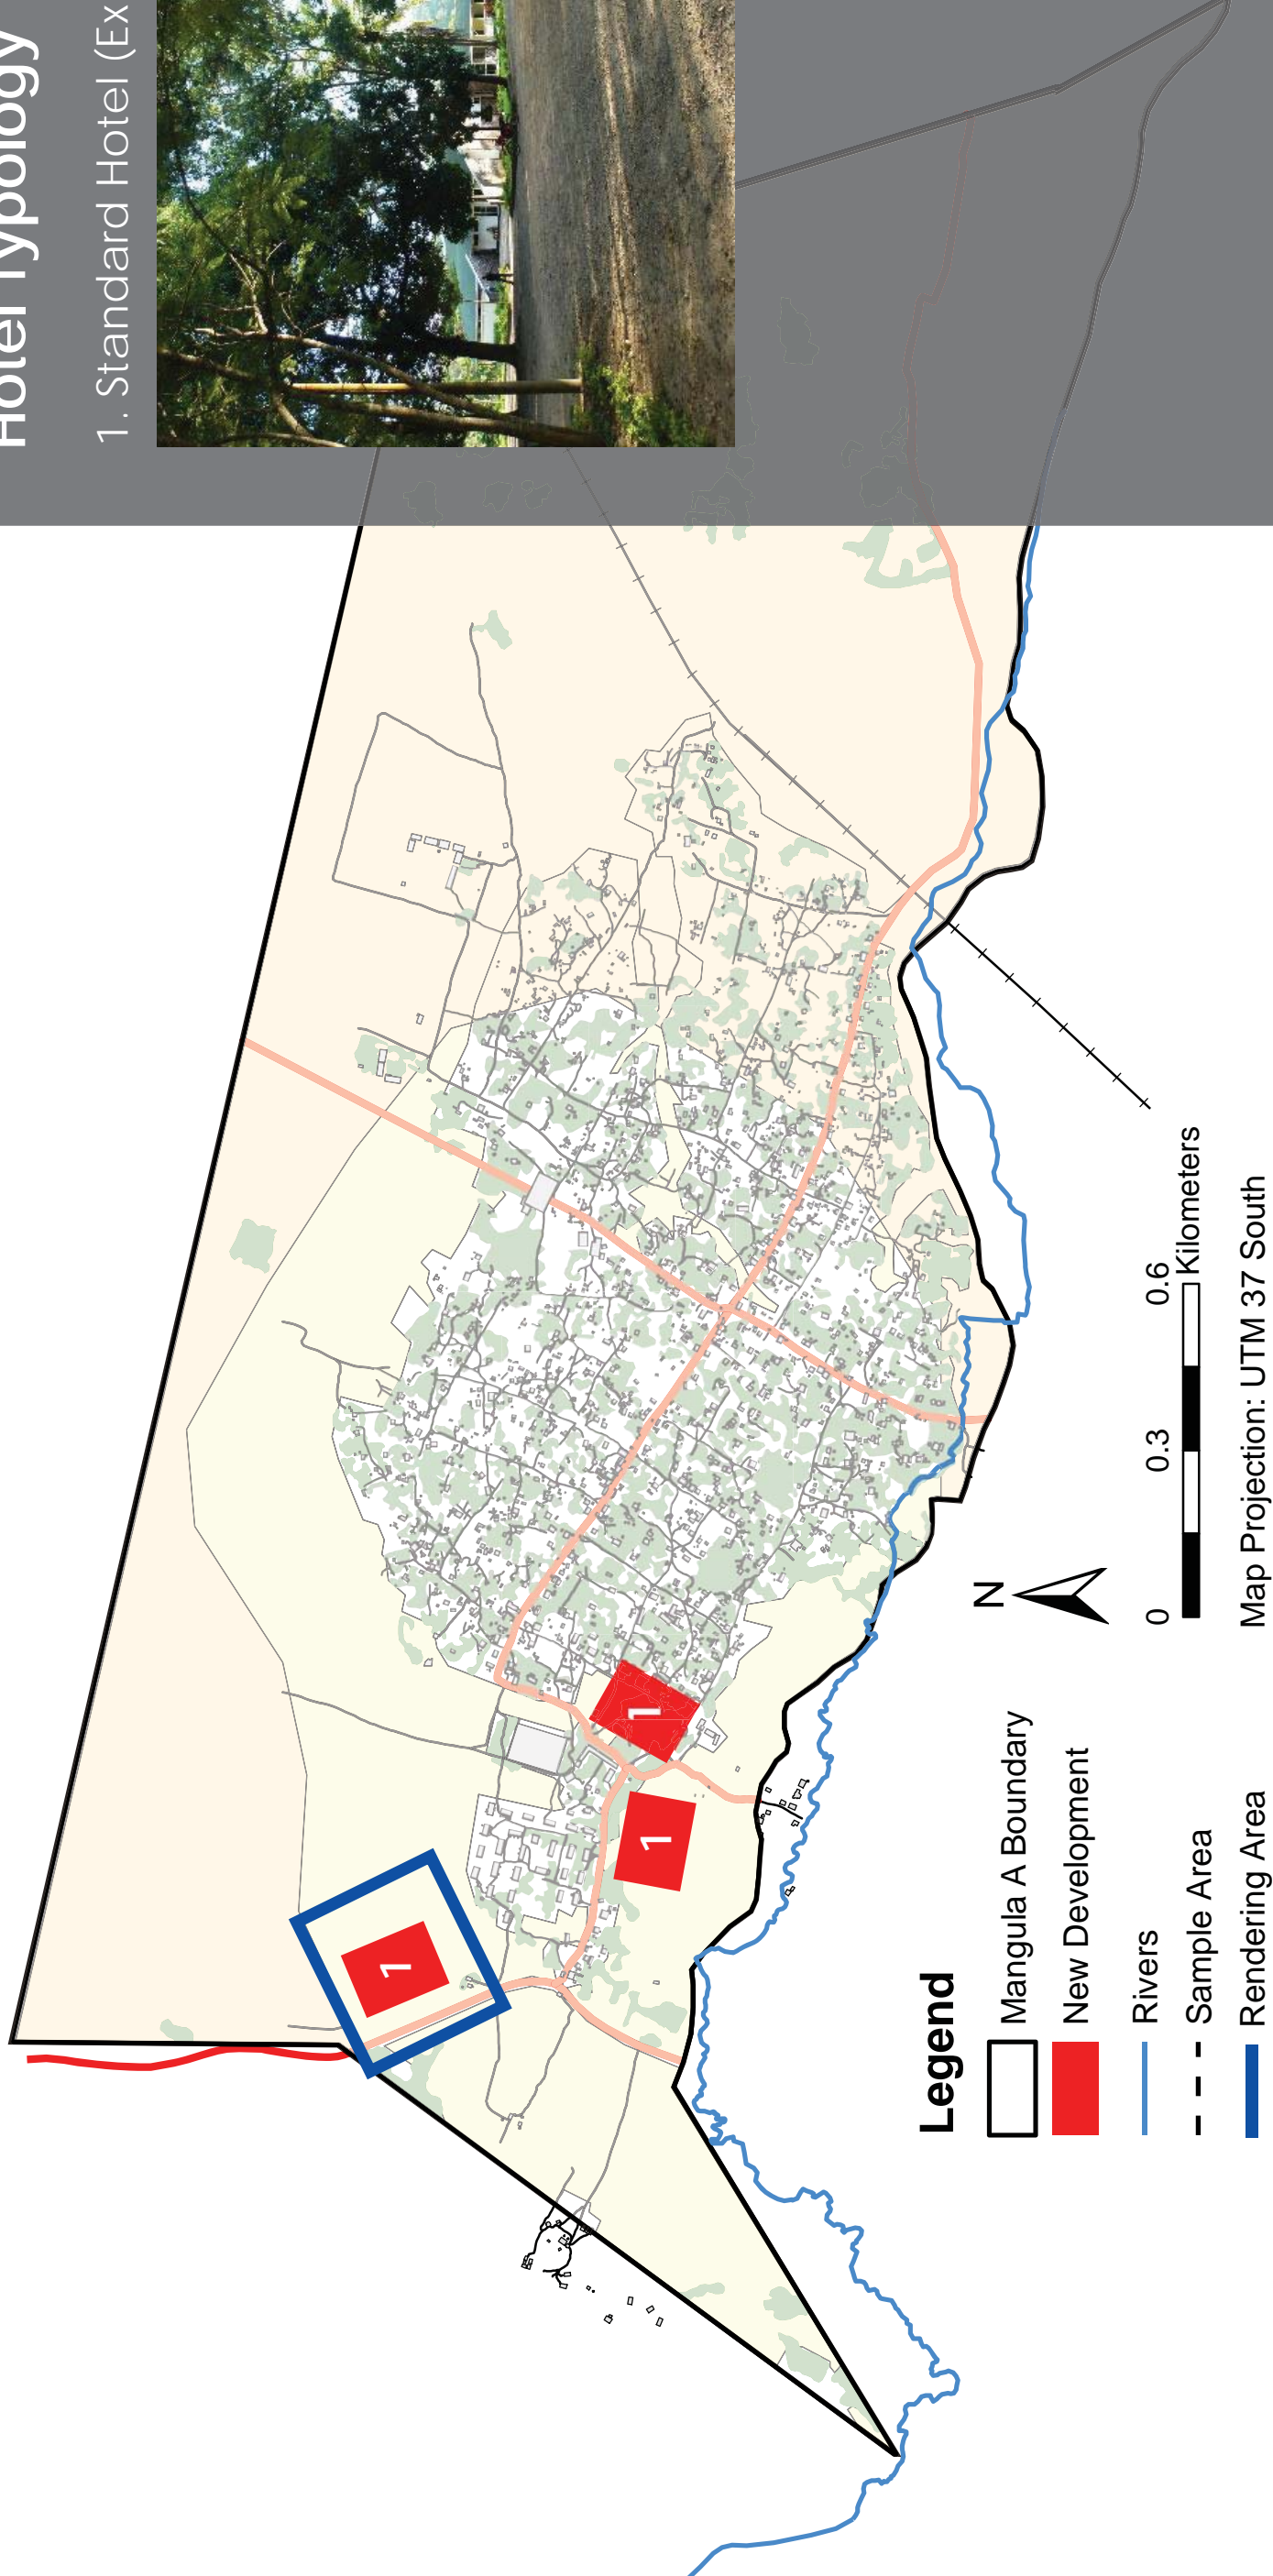 Hotel Typology
1. Standard Hotel (Ex
1
1
1
N
0
0.3
0.6
Kilometers
Map Projection: UTM 37 South
Legend
Mangula A Boundary
New Development
Rivers
Sample Area
Rendering Area